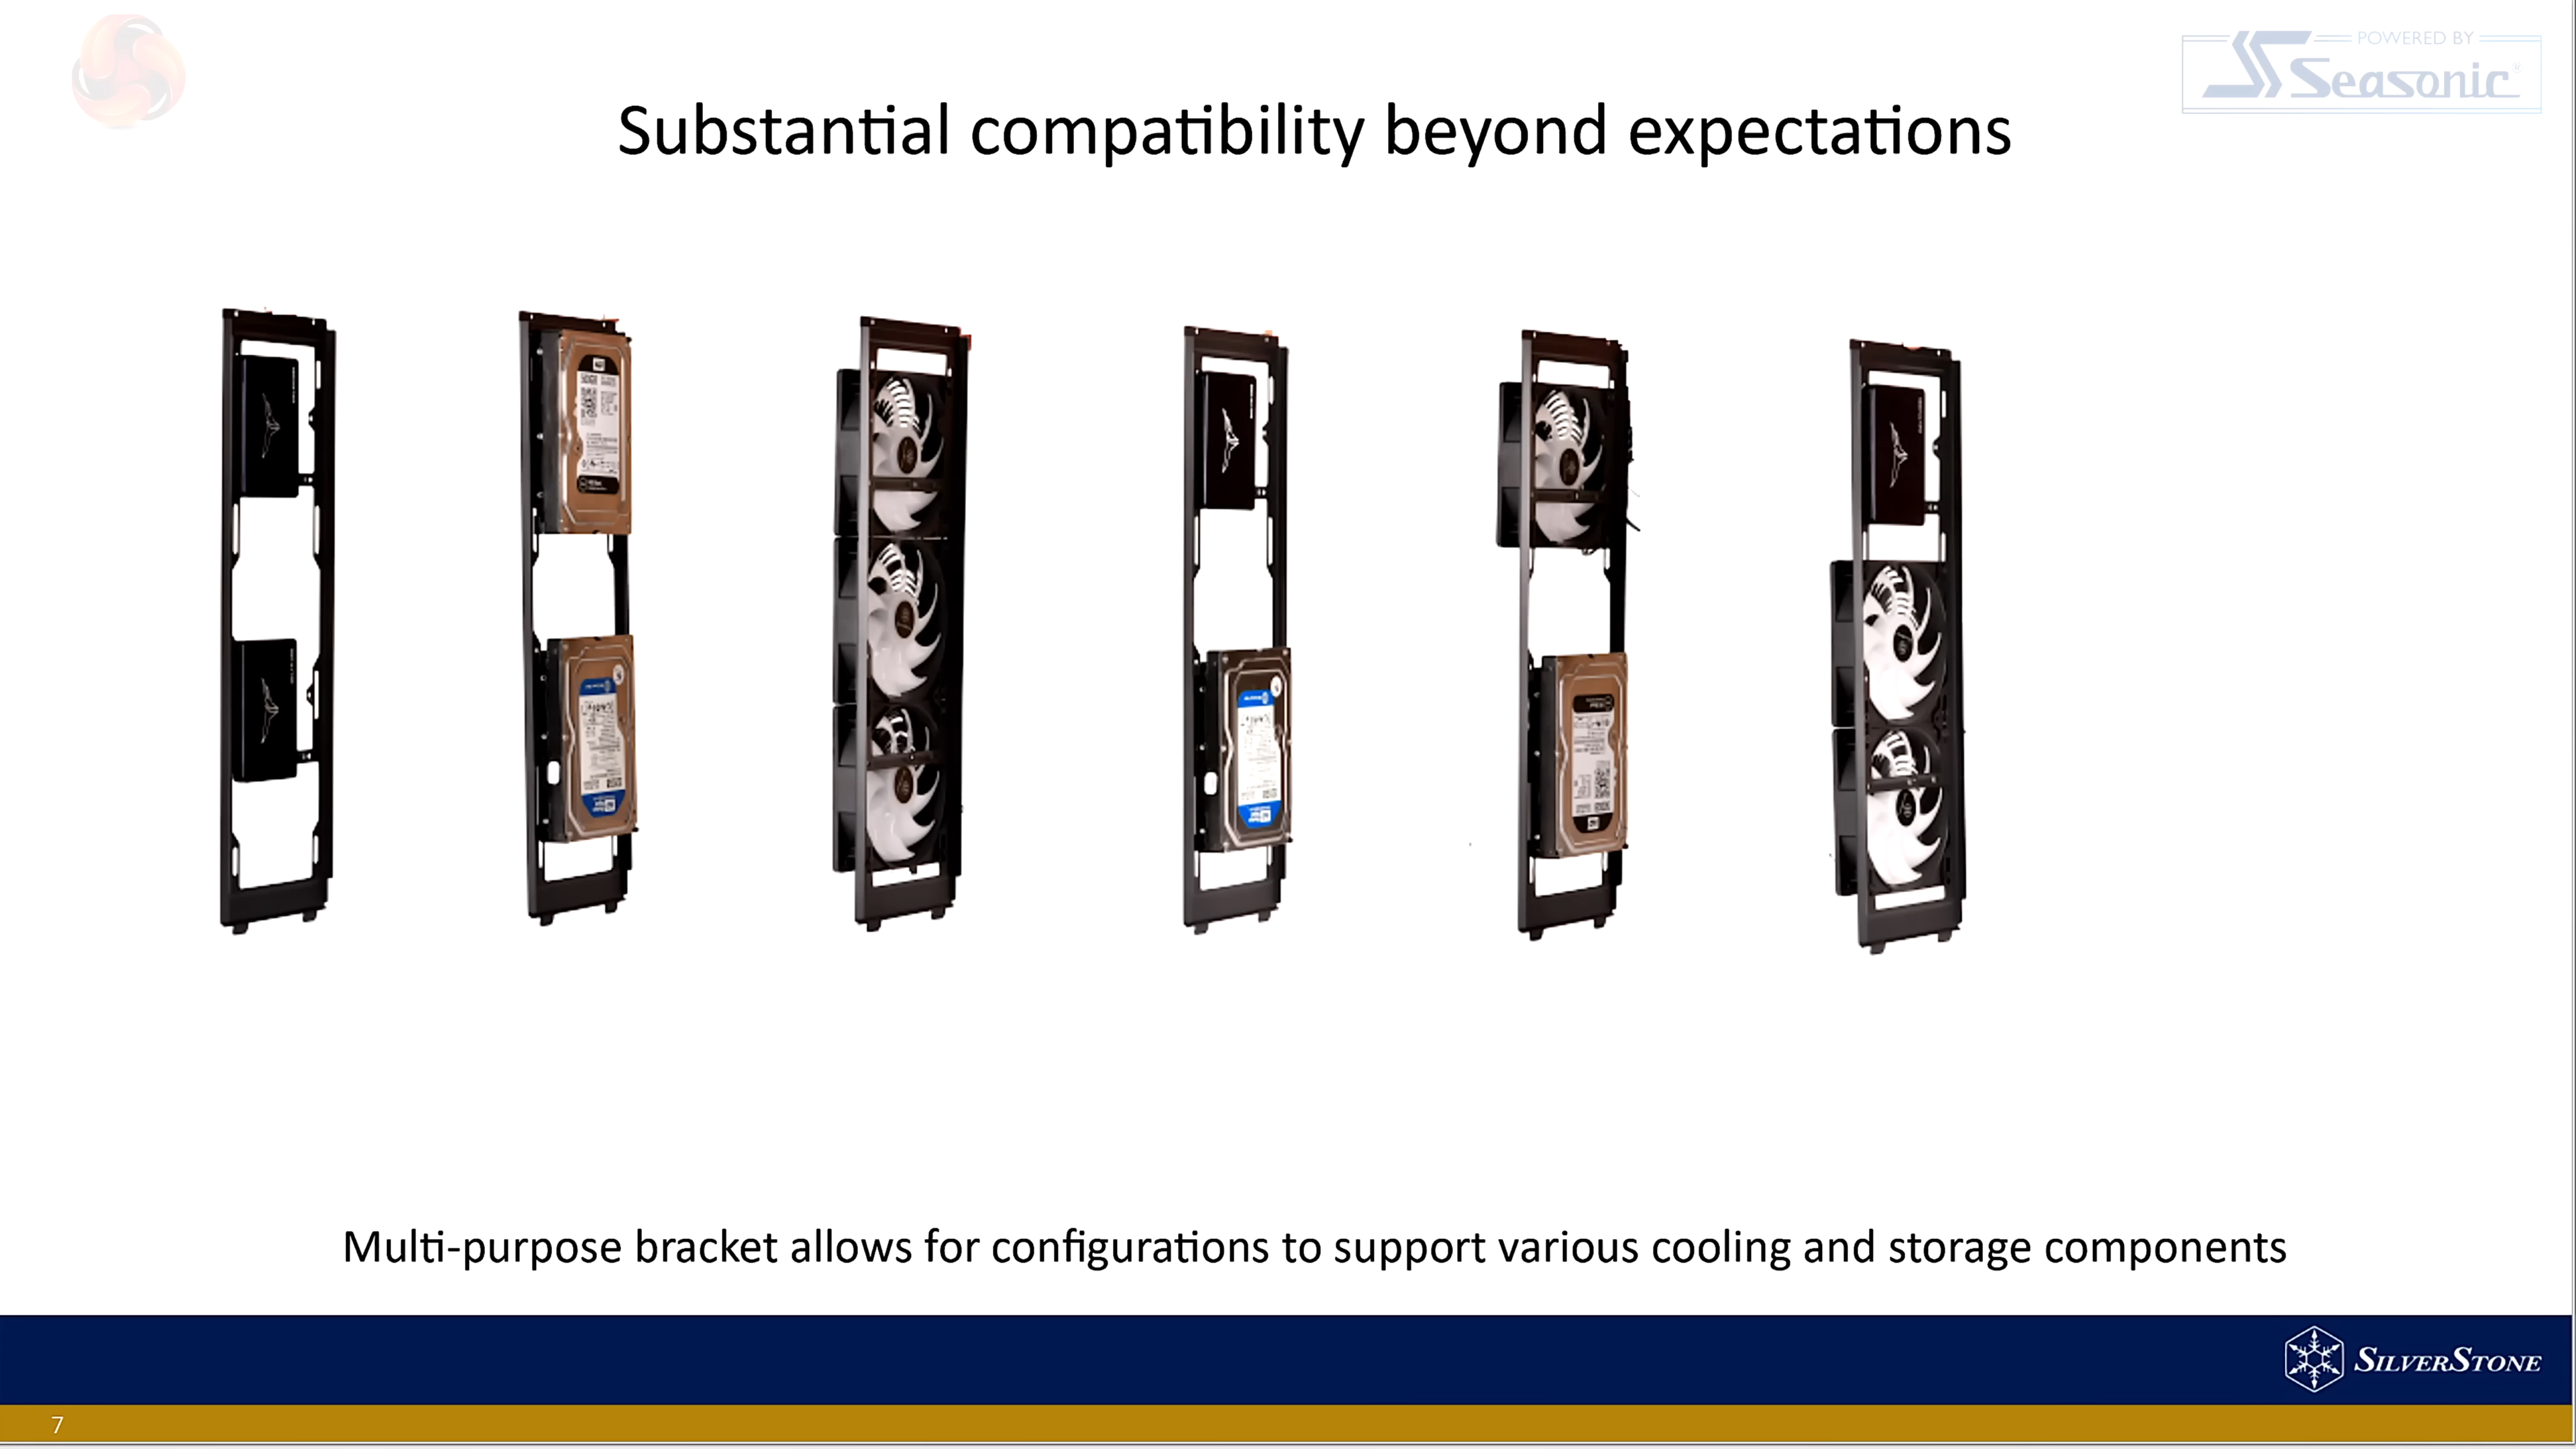 POWERED BY
Seasonic®
Substantial compatibility beyond expectations
Multi-purpose bracket allows for configurations to support various cooling and storage components
SILVERSTONE
7